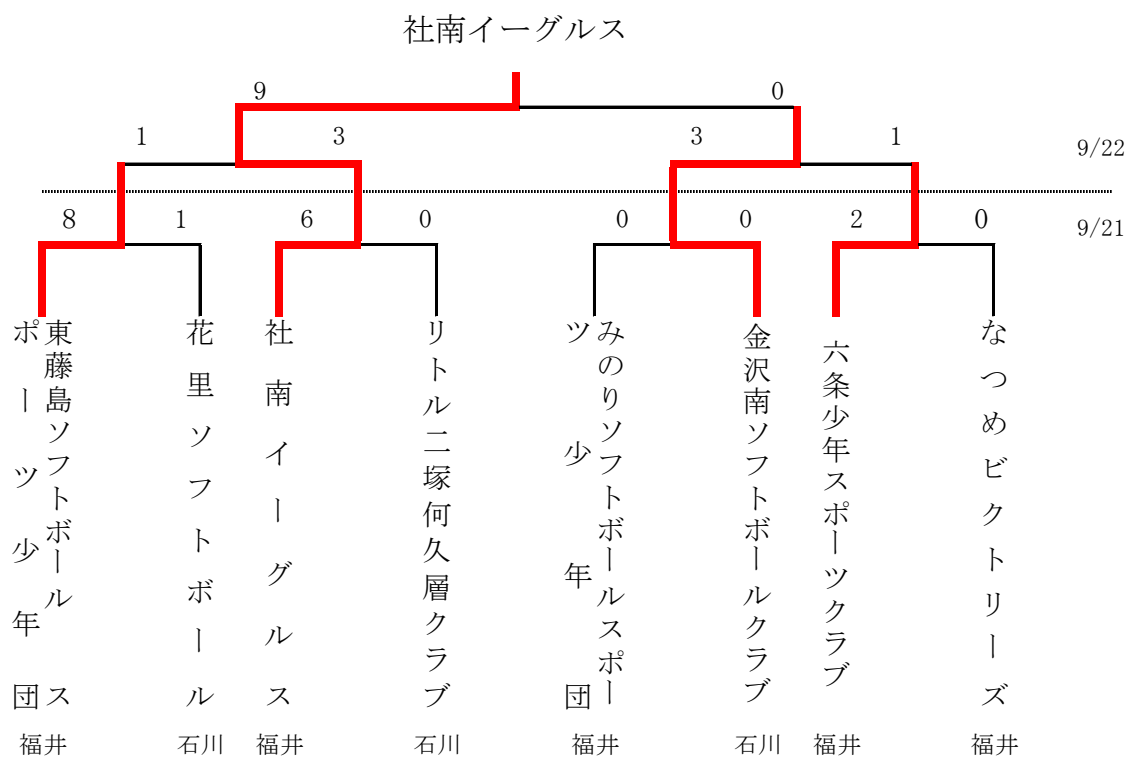 社南イーグルス
9 0
1 3 3 1 9/22
8 1 6 0 0 0 2 0 9/21
東藤島ソフトボールス
ポーツ少年団
花里ソフトボール
社南イーグルス
リトル二塚何久層クラブ
みのりソフトボールスポー
ツ少年団
金沢南ソフトボールクラブ
六条少年スポーツクラブ
なつめビクトリーズ
福井 石川 福井 石川 福井 石川 福井 福井